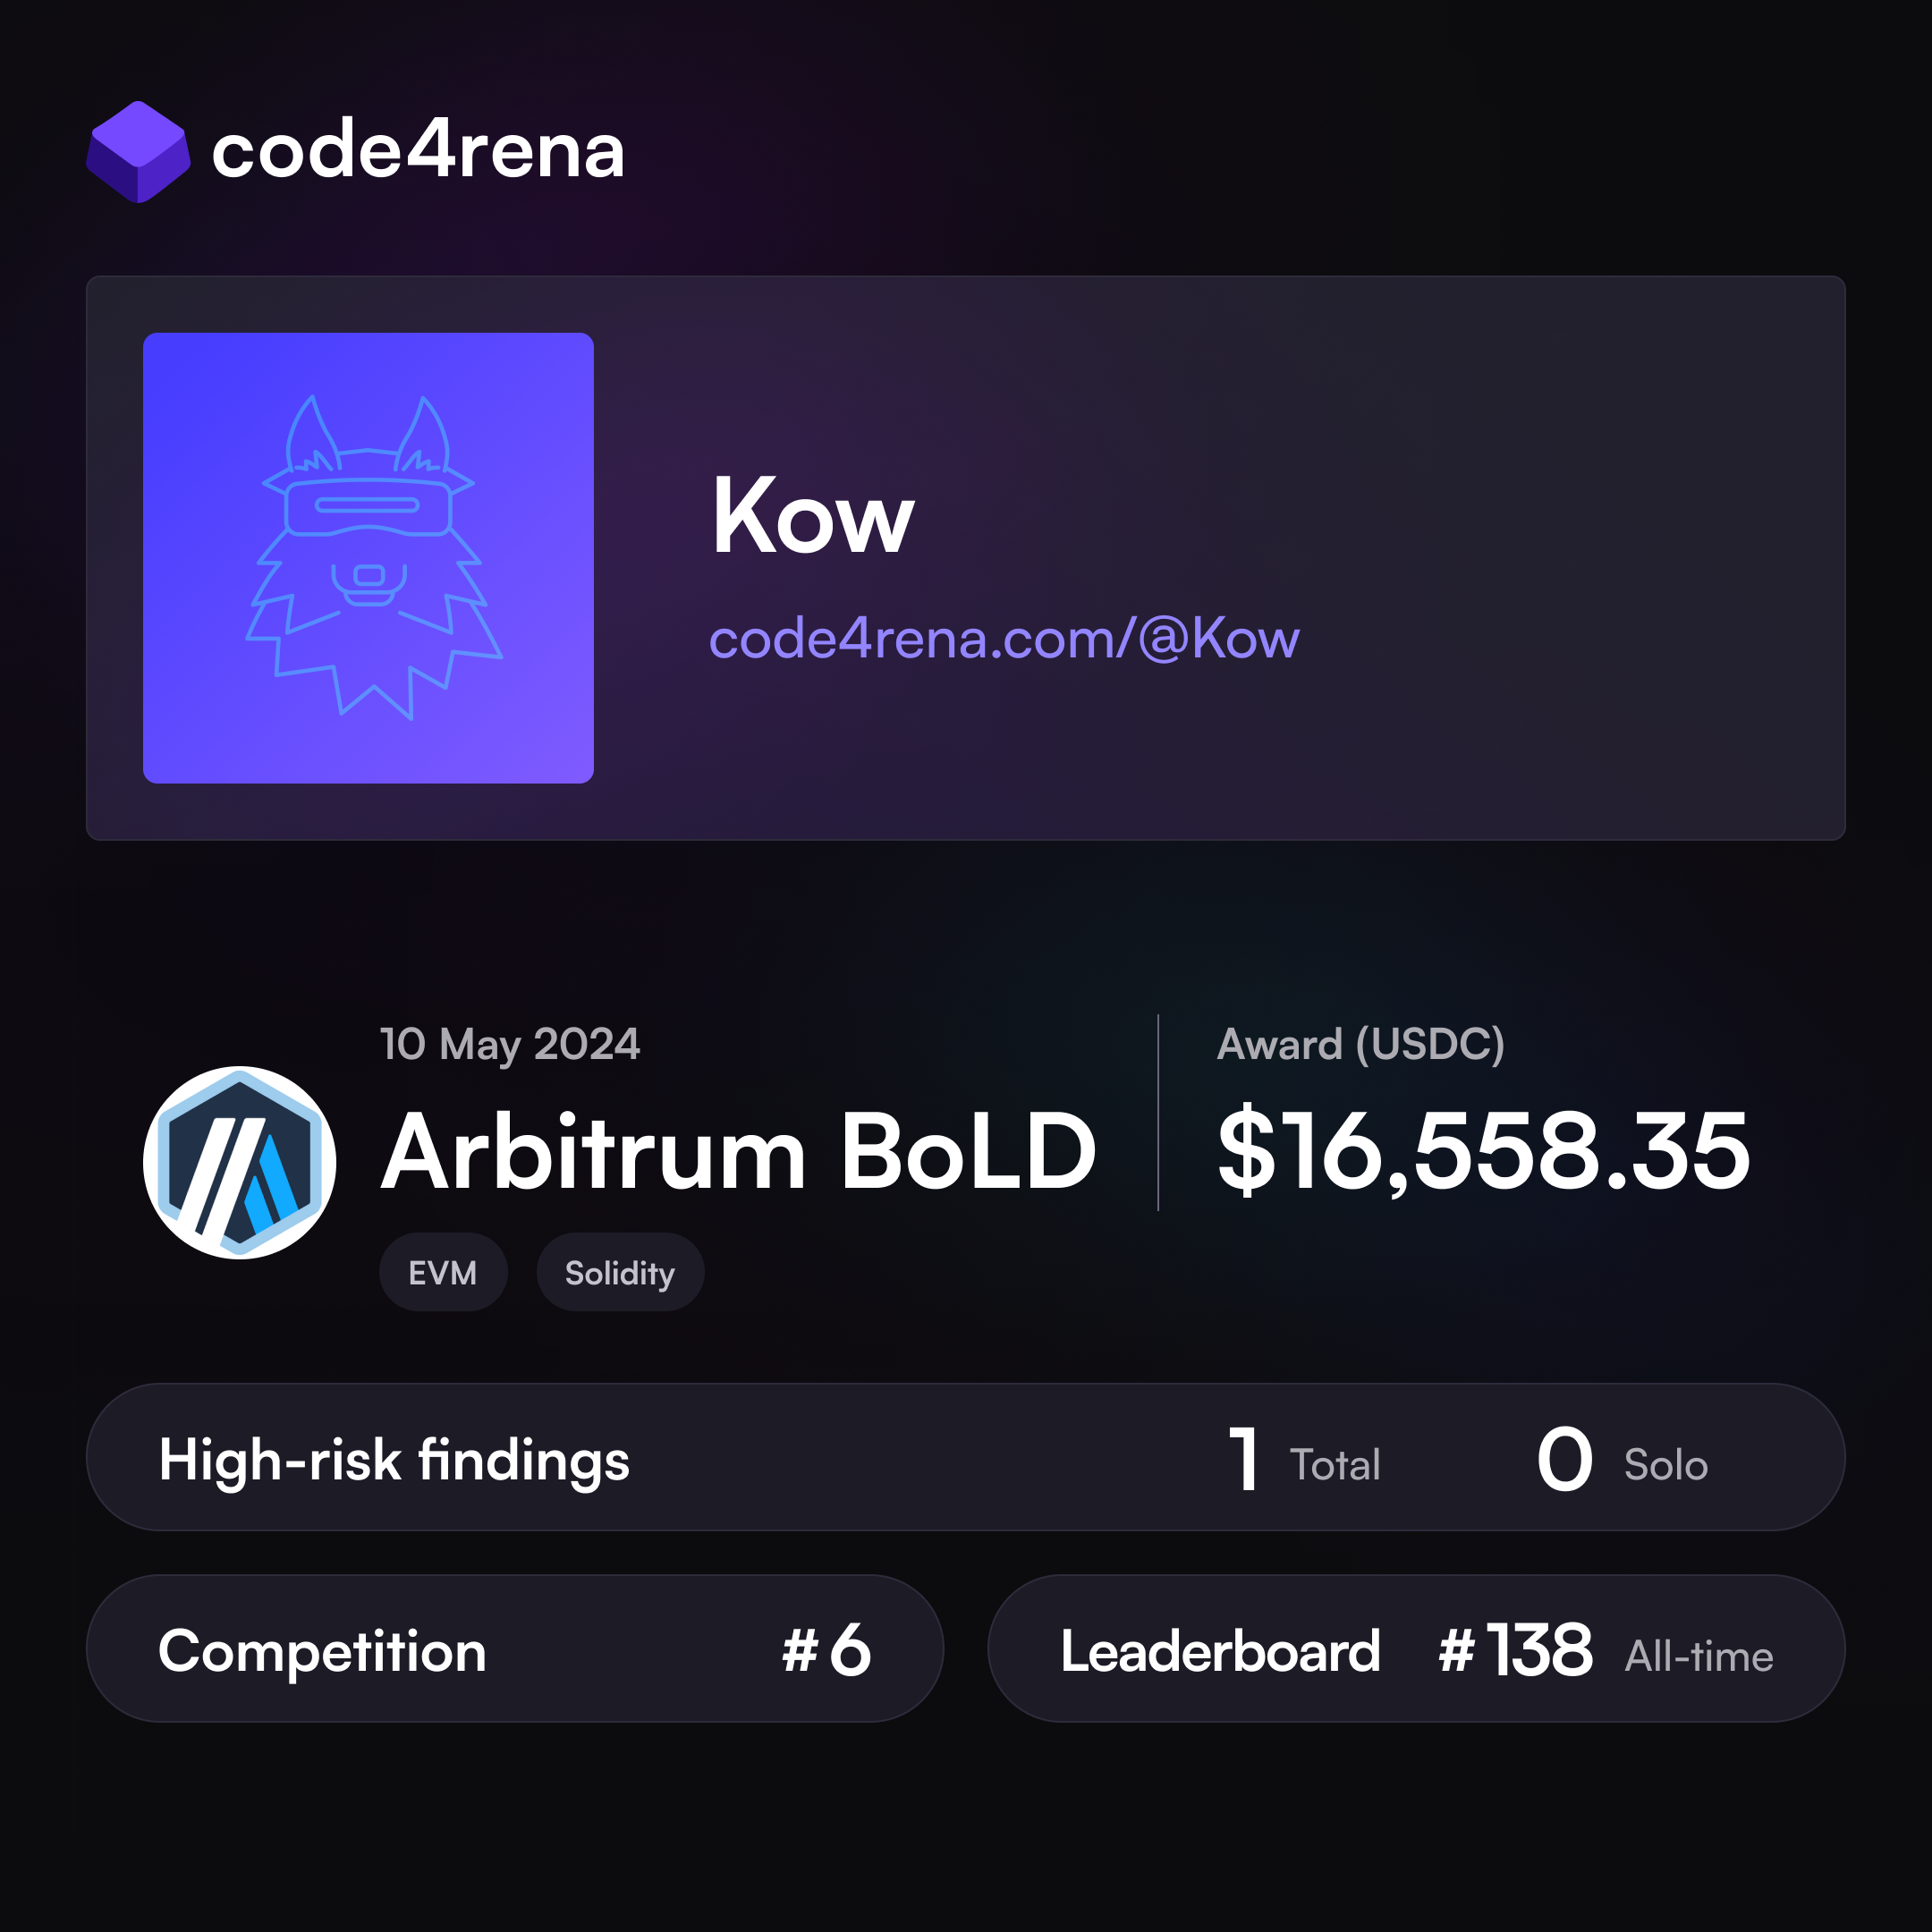 code4rena
Kow
code4rena.com/@Kow
10 May 2024
Arbitrum BoLD
EVM Solidity
Award (USDC)
$16,558.35
High-risk findings 1 Total 0 Solo
Competition #6
Leaderboard #138 All-time